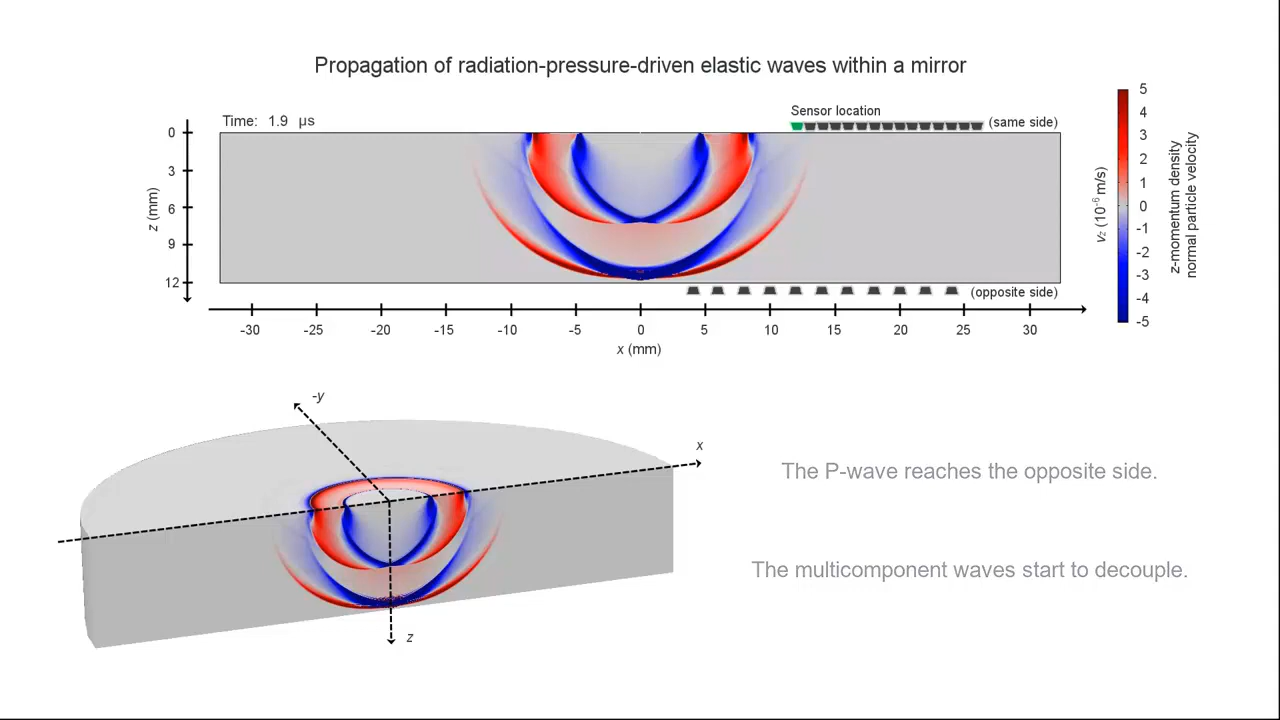 Propagation of radiation-pressure-driven elastic waves within a mirror
Time: 1.9 μs
Sensor location
(same side)
0
3
6
9
12
z (mm)
(opposite side)
-30 -25 -20 -15 -10 -5 0 5 10 15 20 25 30
x (mm)
5
4
3
2
1
0
-1
-2
-3
-4
-5
vz (10-6 m/s)
z-momentum density
normal particle velocity
-y
x
z
The P-wave reaches the opposite side.
The multicomponent waves start to decouple.